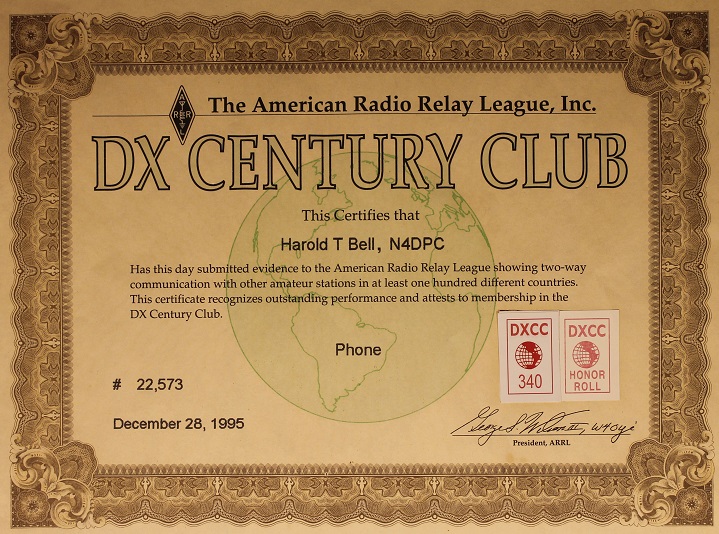 The American Radio Relay League, Inc.
DX CENTURY CLUB
This Certifies that
Harold T Bell, N4DPC
Has this day submitted evidence to the American Radio Relay League showing two-way
communication with other amateur stations in at least one hundred different countries.
This certificate recognizes outstanding performance and attests to membership in the
DX Century Club.
Phone
DXCC
340
DXCC
HONOR
ROLL
# 22,573
December 28, 1995
President, ARRL